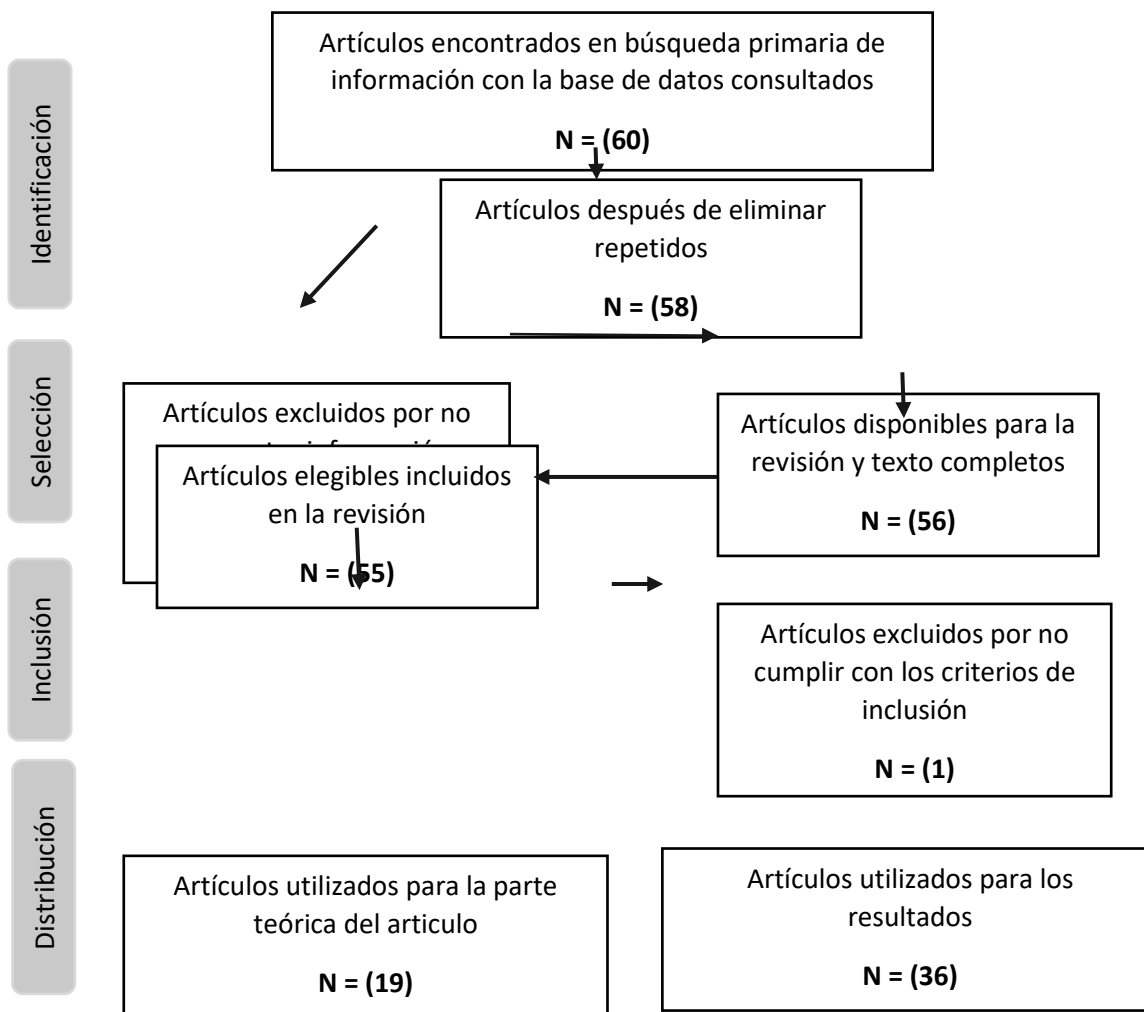 Identificación
Artículos encontrados en búsqueda primaria de
información con la base de datos consultados
N = (60)
Artículos después de eliminar
repetidos
N = (58)
Selección
Artículos excluidos por no
Artículos disponibles para la
revisión y texto completos
N = (56)
Artículos elegibles incluidos
en la revisión
N = (55)
Inclusión
Artículos excluidos por no
cumplir con los criterios de
inclusión
N = (1)
Distribución
Artículos utilizados para la parte
teórica del articulo
N = (19)
Artículos utilizados para los
resultados
N = (36)